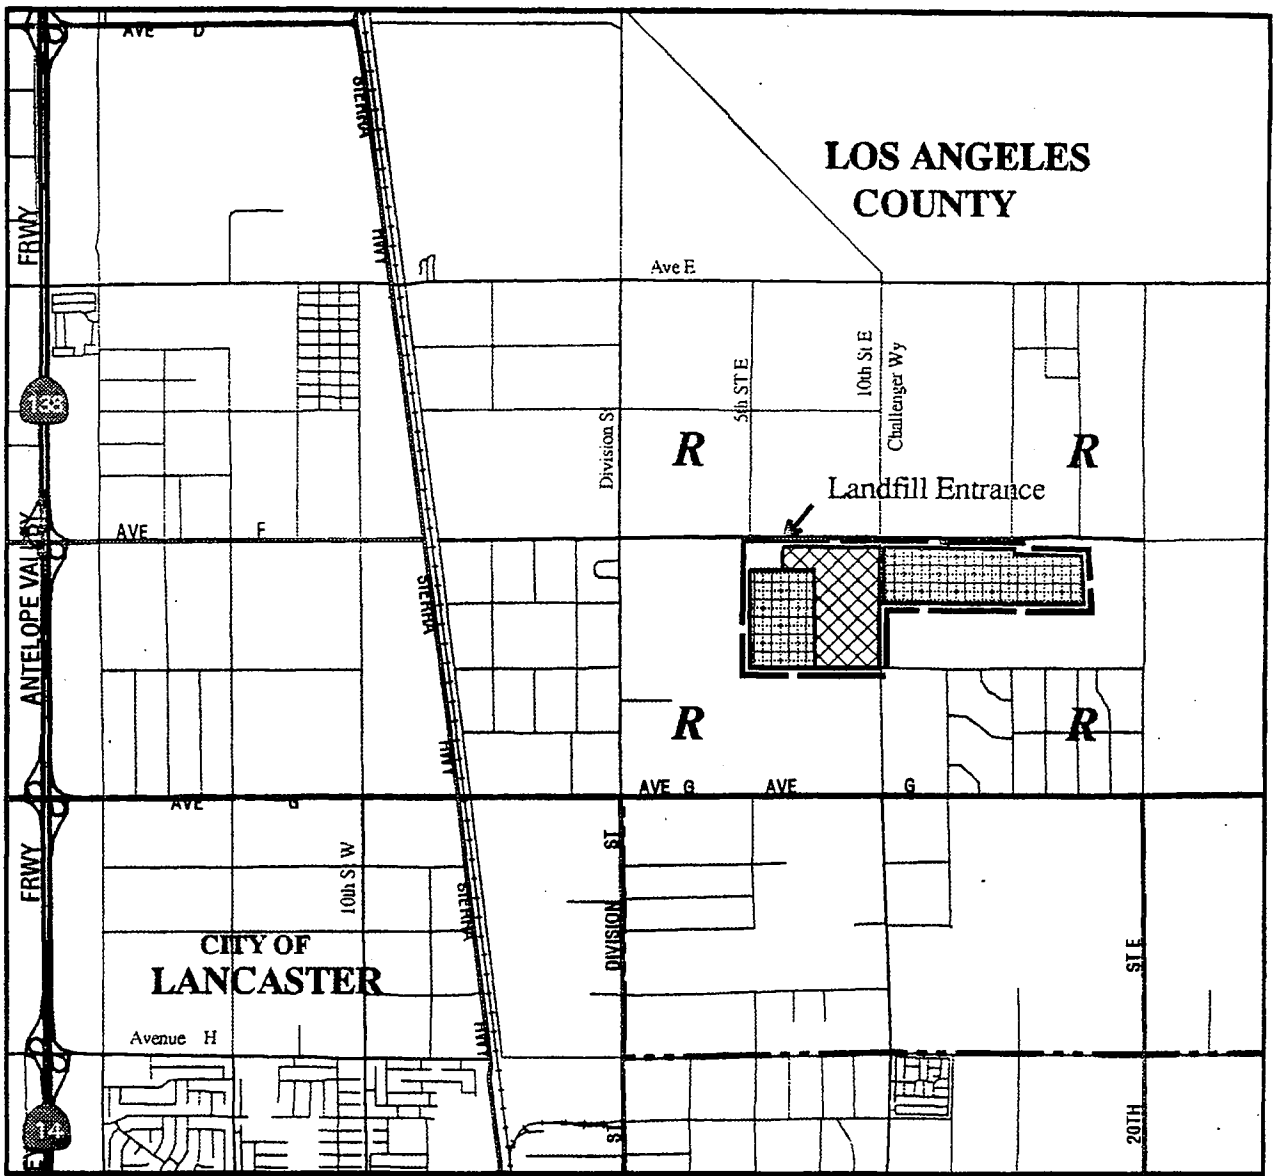 AVE D
SIERRA
HWY
LOS ANGELES
COUNTY
FRWY
Ave E
138
Division St
5th ST E
10th St E
Challenger Wy
R
R
Landfill Entrance
AVE F
ANTELOPE VALLEY
SIERRA
HWY
R
R
AVE G
AVE G
AVE G
FRWY
10th St W
SIERRA
HWY
DIVISION ST
CITY OF
LANCASTER
ST E
Avenue H
14
ST
20TH